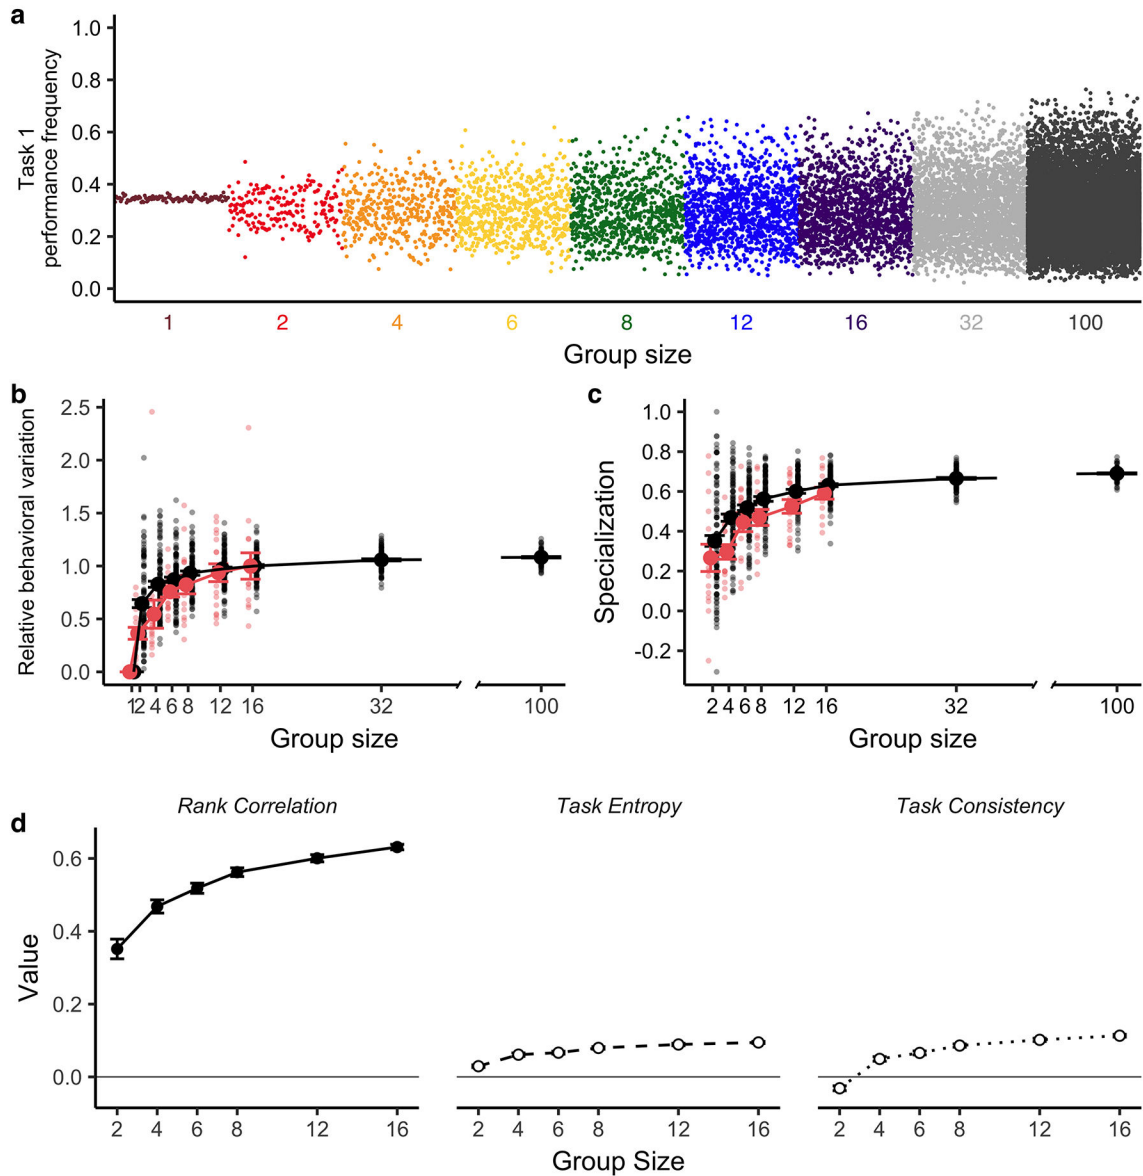 a
Task 1
performance frequency
1.0
0.8
0.6
0.4
0.2
0.0
1 2 4 6 8 12 16 32 100
Group size
b
Relative behavioral variation
2.5
2.0
1.5
1.0
0.5
0.0
1 2 4 6 8 12 16 32 100
Group size
c
Specialization
1.0
0.8
0.6
0.4
0.2
0.0
-0.2
2 4 6 8 12 16 32 100
Group size
d
Rank Correlation Task Entropy Task Consistency
Value
0.6
0.4
0.2
0.0
2 4 6 8 12 16 2 4 6 8 12 16 2 4 6 8 12 16
Group Size